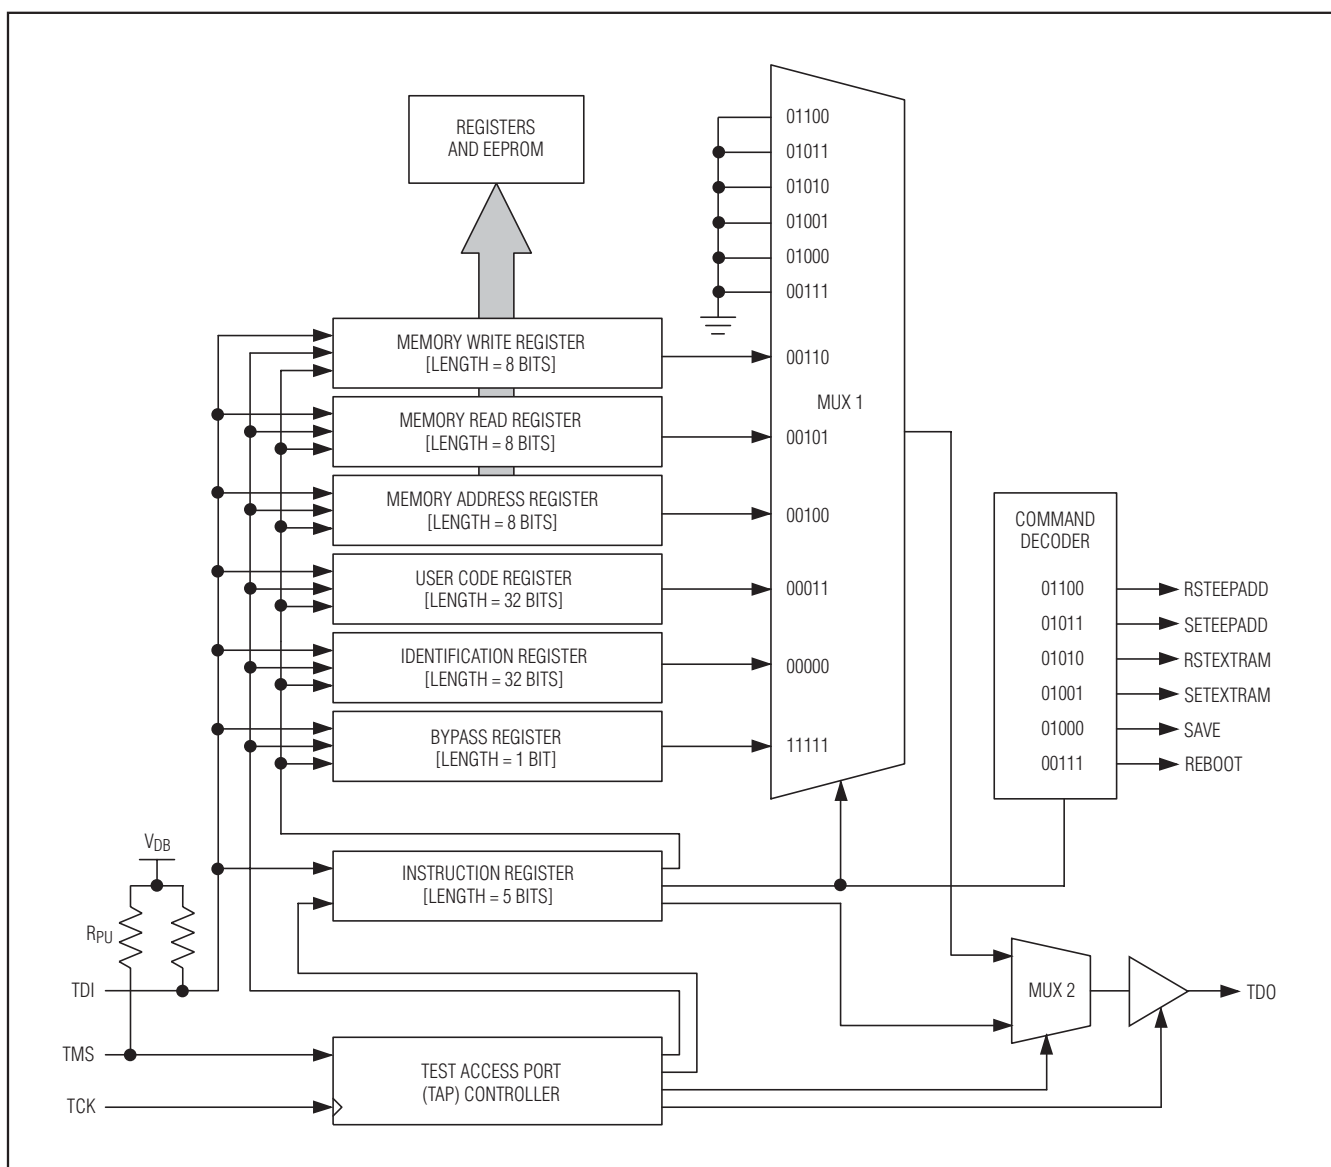 REGISTERS
AND EEPROM
01100
01011
01010
01001
01000
00111
MEMORY WRITE REGISTER
[LENGTH = 8 BITS]
00110
MUX 1
MEMORY READ REGISTER
[LENGTH = 8 BITS]
00101
MEMORY ADDRESS REGISTER
[LENGTH = 8 BITS]
00100
USER CODE REGISTER
[LENGTH = 32 BITS]
00011
IDENTIFICATION REGISTER
[LENGTH = 32 BITS]
00000
BYPASS REGISTER
[LENGTH = 1 BIT]
11111
COMMAND
DECODER
01100 RSTEEPADD
01011 SETEEPADD
01010 RSTEXTRAM
01001 SETEXTRAM
01000 SAVE
00111 REBOOT
VDB
RPU
INSTRUCTION REGISTER
[LENGTH = 5 BITS]
TDI
MUX 2
TDO
TMS
TCK
TEST ACCESS PORT
(TAP) CONTROLLER